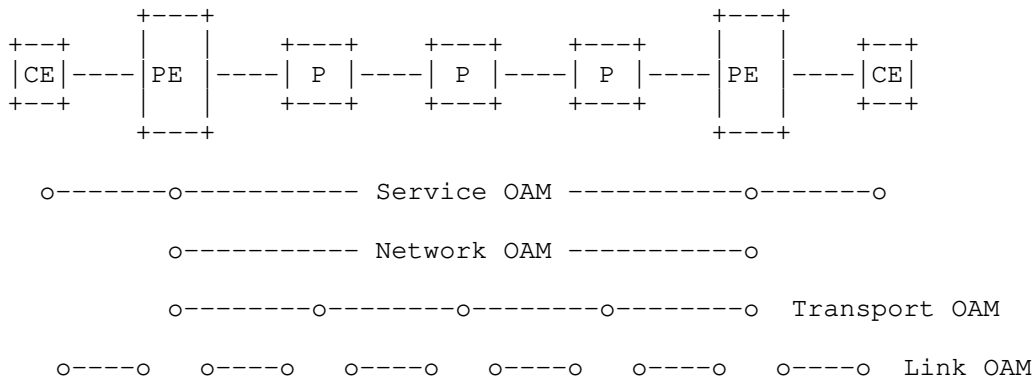 CE PE P P P PE CE
Service OAM
Network OAM
Transport OAM
Link OAM